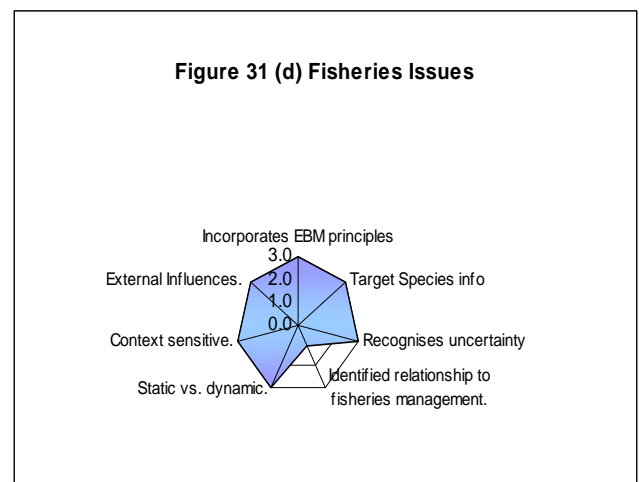 Figure 31 (d) Fisheries Issues
Incorporates EBM principles
3.0
External Influences.
2.0
Target Species info
1.0
0.0
Context sensitive.
Recognises uncertainty
Identified relationship to
Static vs. dynamic.
fisheries management.